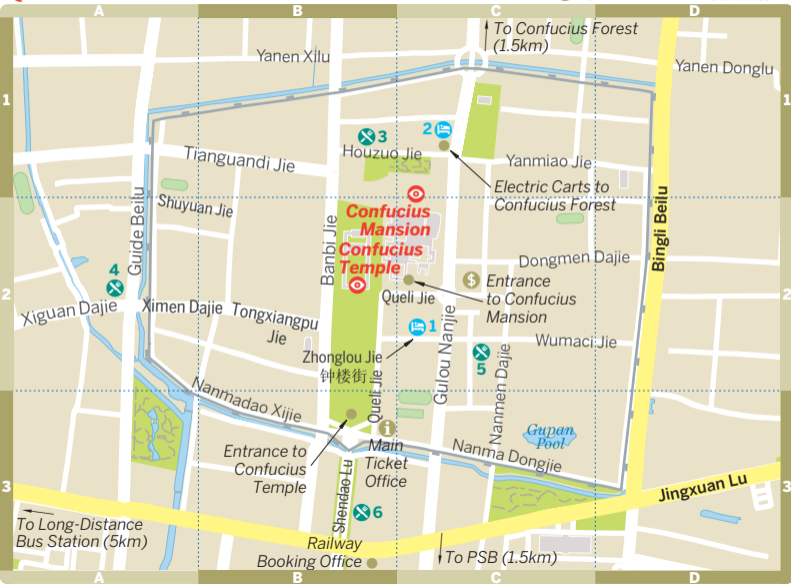 A
B
C
D
To Confucius Forest
(1.5km)
Yanen Xilu
Yanen Donglu
1
1
2
3
Houzuo Jie
Tianguandi Jie
Yanmiao Jie
Electric Carts to
Confucius Forest
Shuyuan Jie
Guide Beilu
Banbi Jie
Bingli Beilu
Confucius
Mansion
Confucius
Temple
Dongmen Dajie
4
$
Entrance
to Confucius
Mansion
2
2
Queli Jie
Xiguan Dajie
Ximen Dajie
Tongxiangpu
Jie
1
Wumaci Jie
Zhonglou Jie
钟楼街
5
Gulou Nanjie
Nanmen Dajie
Queli Jie
Nanmadao Xijie
Gupan
Pool
i
Main
Ticket
Office
Nanma Dongjie
Entrance to
Confucius
Temple
3
3
Shendao Lu
Jingxuan Lu
6
To Long-Distance
Bus Station (5km)
Railway
Booking Office
To PSB (1.5km)
A
B
C
D